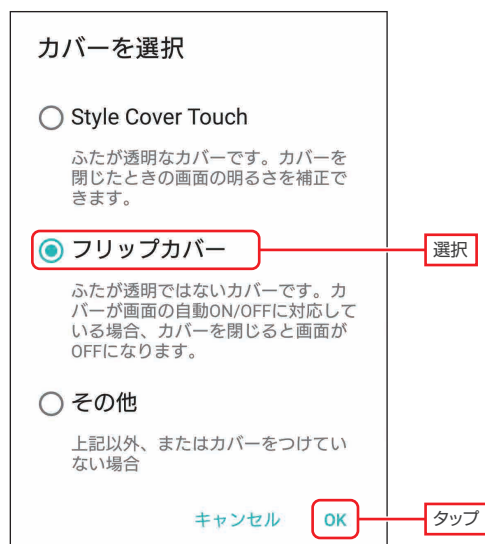 カバーを選択
Style Cover Touch
ふたが透明なカバーです。カバーを
閉じたときの画面の明るさを補正で
きます。
フリップカバー
選択
ふたが透明ではないカバーです。カ
バーが画面の自動ON/OFFに対応して
いる場合、カバーを閉じると画面が
OFFになります。
その他
上記以外、またはカバーをつけてい
ない場合
キャンセル OK
タップ